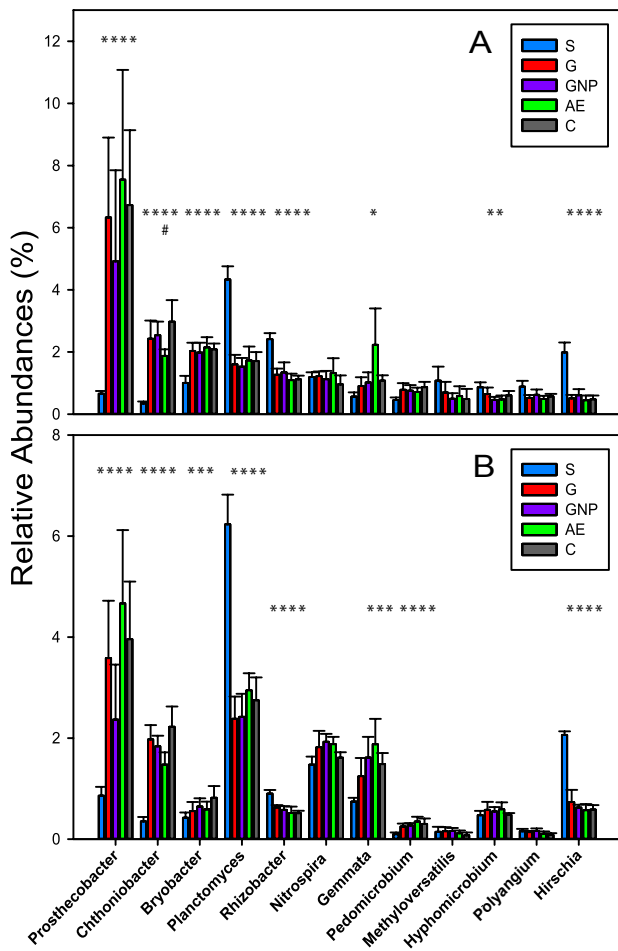 A
****
S
G
GNP
AE
C
12
10
8
6
4
2
0
**** **** **** **** * ** ****
#
Relative Abundances (%)
B
S
G
GNP
AE
C
8
6
4
2
0
**** **** *** ****
**** *** **** ****
Prosthecobacter
Chthoniobacter
Bryobacter
Planctomyces
Rhizobacter
Nitrospira
Gemmata
Pedomicrobium
Methyloversatilis
Hyphomicrobium
Polyangium
Hirschia